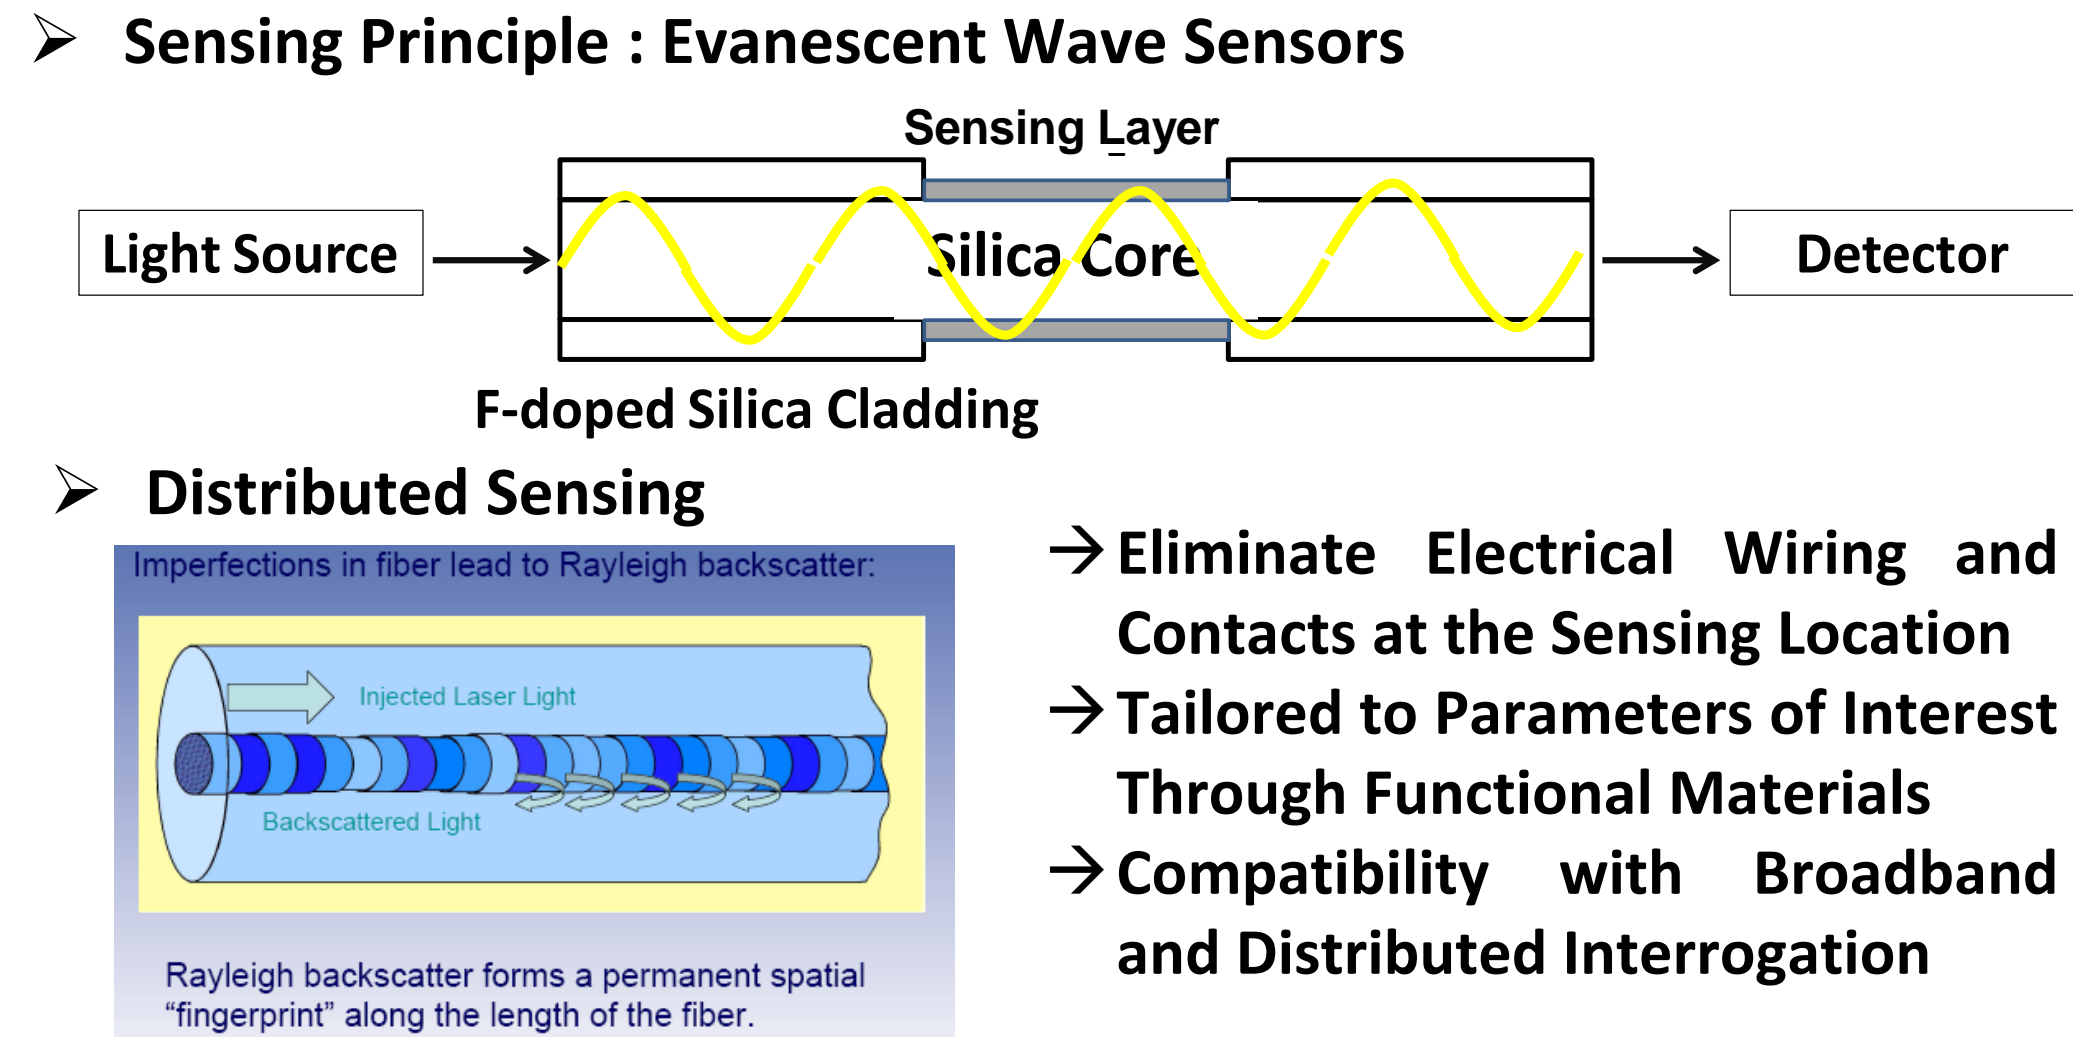 ➢ Sensing Principle : Evanescent Wave Sensors
Sensing Layer
Light Source
Silica Core
Detector
F-doped Silica Cladding
➢ Distributed Sensing
Imperfections in fiber lead to Rayleigh backscatter:
Injected Laser Light
Backscattered Light
Rayleigh backscatter forms a permanent spatial
“fingerprint” along the length of the fiber.
→ Eliminate Electrical Wiring and
Contacts at the Sensing Location
→ Tailored to Parameters of Interest
Through Functional Materials
→ Compatibility with Broadband
and Distributed Interrogation